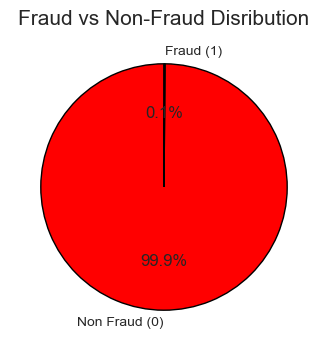 Fraud vs Non-Fraud Disribution
Fraud (1)
0.1%
99.9%
Non Fraud (0)